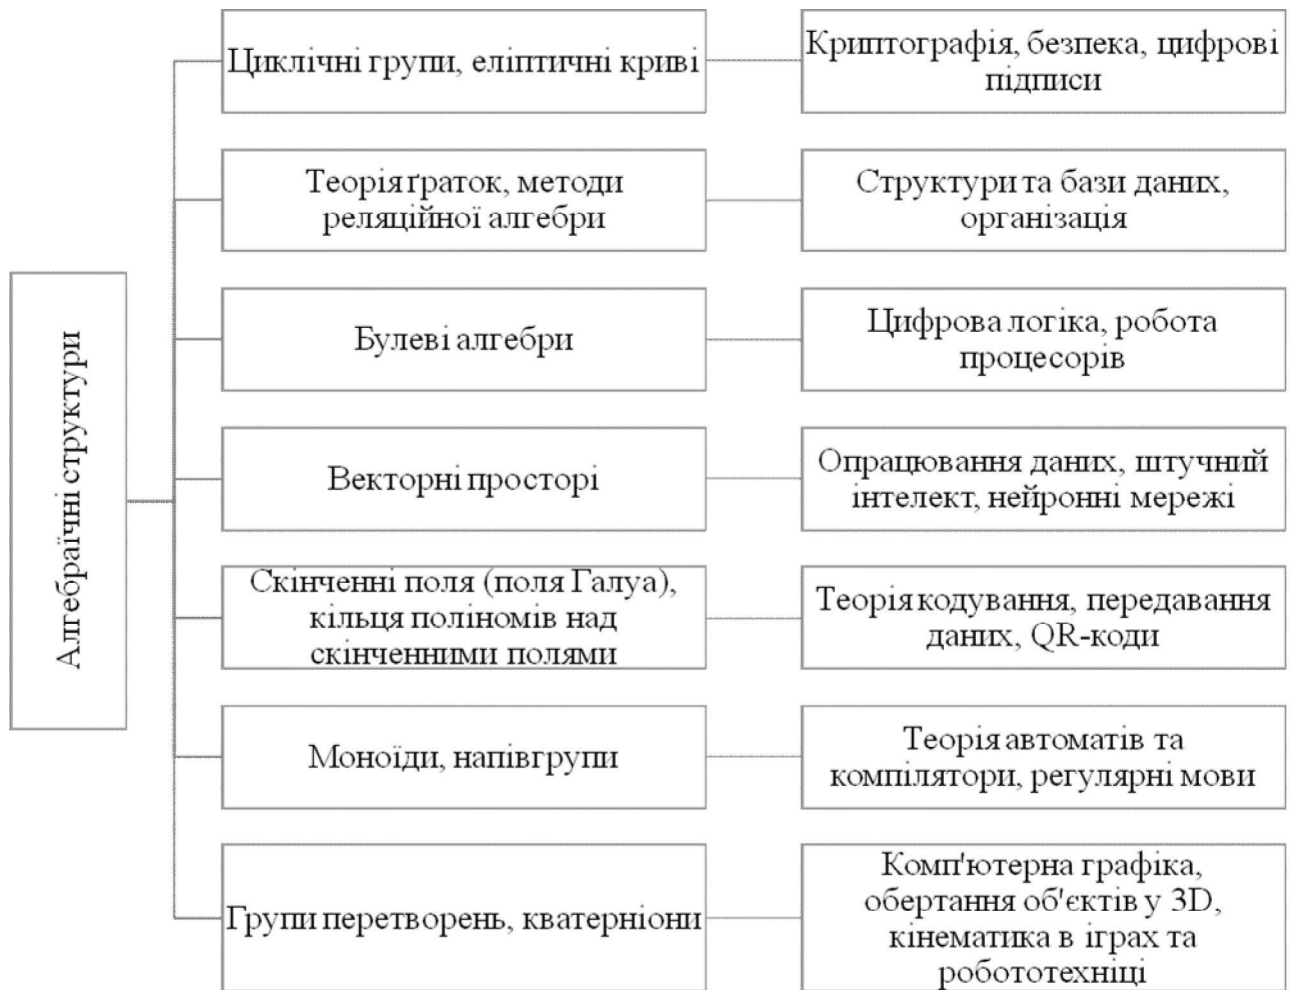 Алгебраїчні структури
Циклічні групи, еліптичні криві
Криптографія, безпека, цифрові
підписи
Теорія ґраток, методи
реляційної алгебри
Структури та бази даних,
організація
Булеві алгебри
Цифрова логіка, робота
процесорів
Векторні просторі
Опрацювання даних, штучний
інтелект, нейронні мережі
Скінченні поля (поля Галуа),
кільця поліномів над
скінченними полями
Теорія кодування, передавання
даних, QR-коди
Моноїди, напівгрупи
Теорія автоматів та
компілятори, регулярні мови
Групи перетворень, кватерніони
Комп'ютерна графіка,
обертання об'єктів у 3D,
кінематика в іграх та
робототехніці